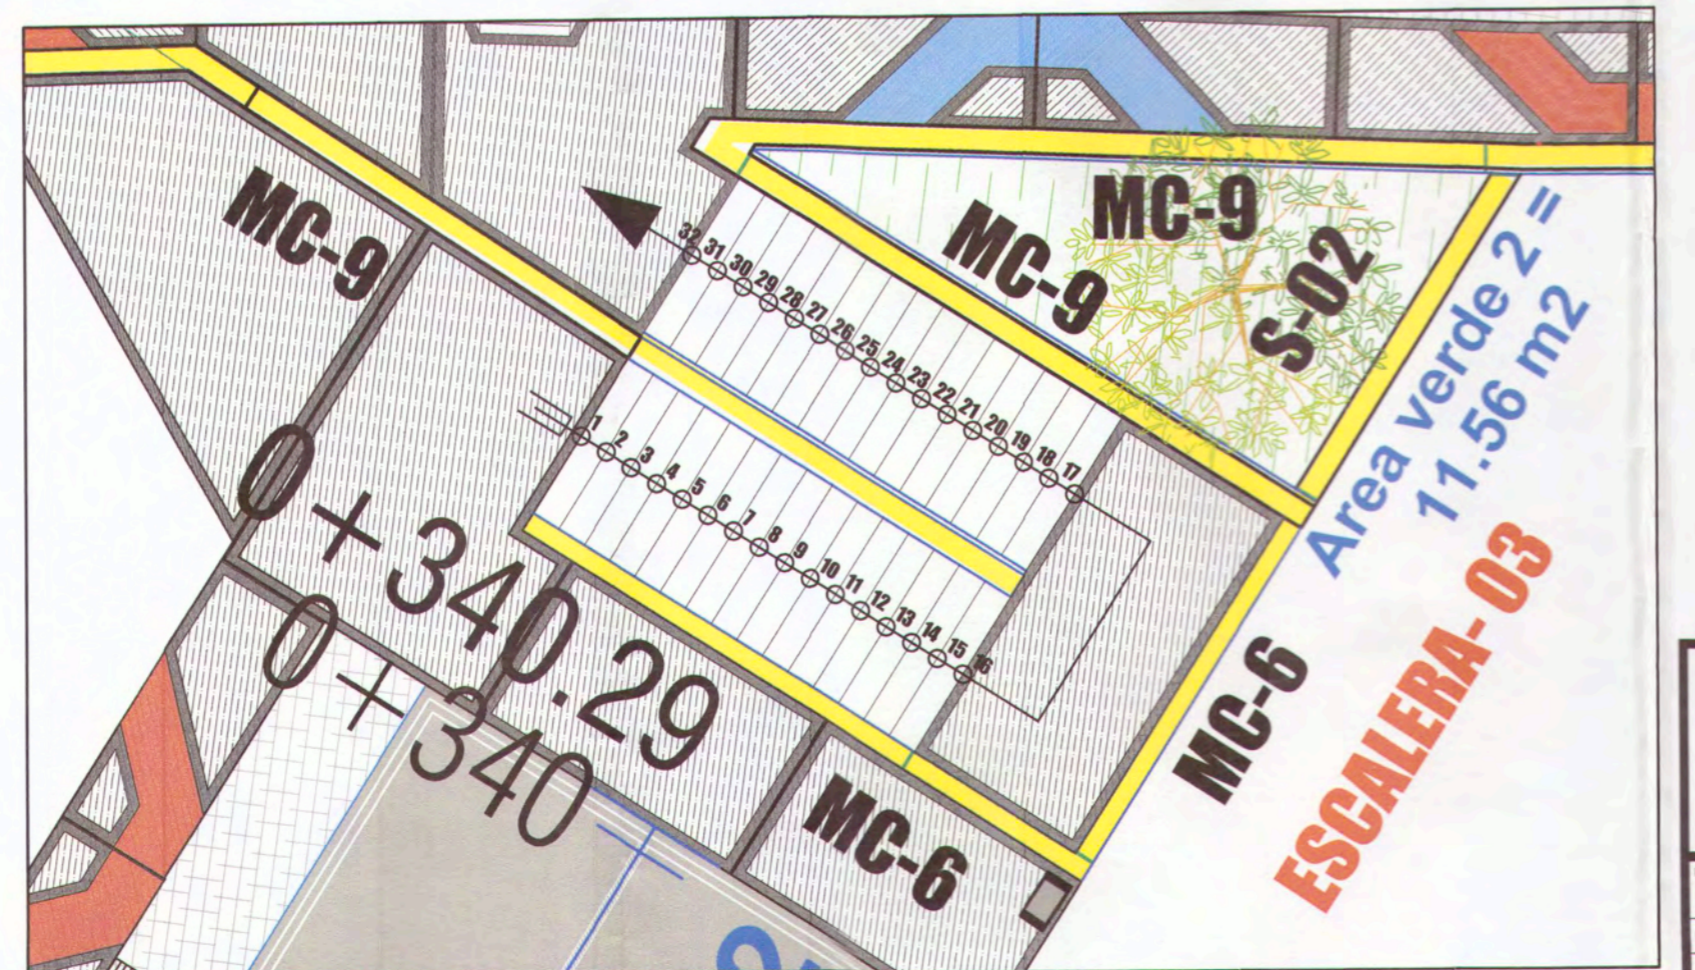 MC-9
MC-9
MC-9
S-02
Area verde 2 =
11.56 m2
32 31 30 29 28 27 26 25 24 23 22 21 20 19 18 17
1 2 3 4 5 6 7 8 9 10 11 12 13 14 15 16
0+340.29
0+340
MC-6
MC-6
ESCALERA- 03